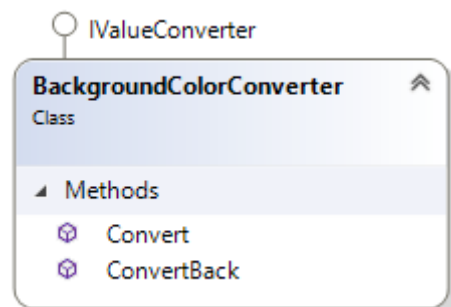 IValueConverter
BackgroundColorConverter
Class
Methods
Convert
ConvertBack